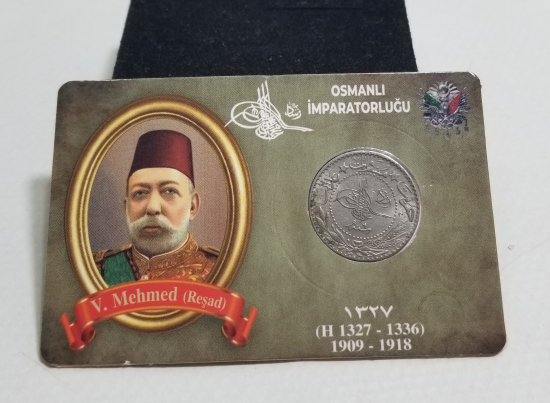 OSMANLI
İMPARATORLUĞU
V. Mehmed (Reşad)
١٣٢٧
(H 1327 - 1336)
1909 - 1918